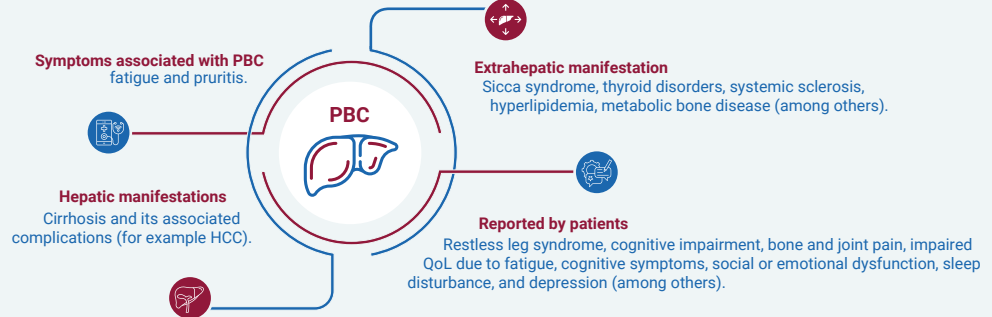 Symptoms associated with PBC
fatigue and pruritis.
Extrahepatic manifestation
Sicca syndrome, thyroid disorders, systemic sclerosis,
hyperlipidemia, metabolic bone disease (among others).
PBC
Hepatic manifestations
Cirrhosis and its associated
complications (for example HCC).
Reported by patients
Restless leg syndrome, cognitive impairment, bone and joint pain, impaired
QoL due to fatigue, cognitive symptoms, social or emotional dysfunction, sleep
disturbance, and depression (among others).